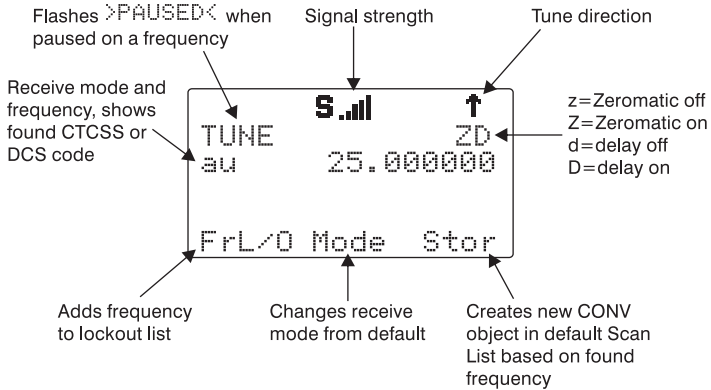 Flashes >PAUSED< when
paused on a frequency
Signal strength
Tune direction
Receive mode and
frequency, shows
found CTCSS or
DCS code
S
TUNE ZD
au 25.000000
FrL/O Mode Stor
z=Zeromatic off
Z=Zeromatic on
d=delay off
D=delay on
Adds frequency
to lockout list
Changes receive
mode from default
Creates new CONV
object in default Scan
List based on found
frequency